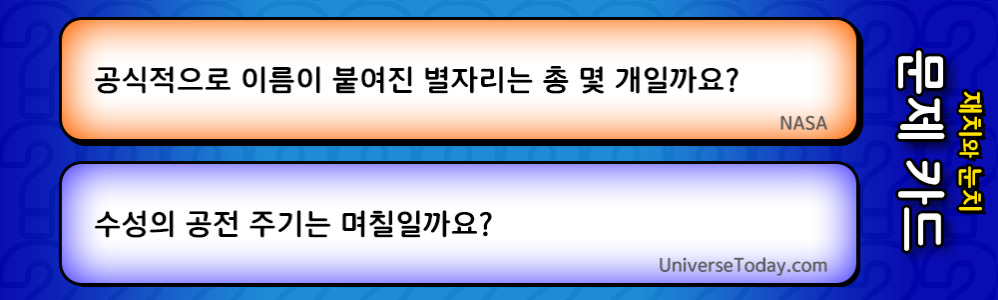 공식적으로 이름이 붙여진 별자리는 총 몇 개일까요?
NASA
수성의 공전 주기는 며칠일까요?
UniverseToday.com
재치와 눈치
문제 카드